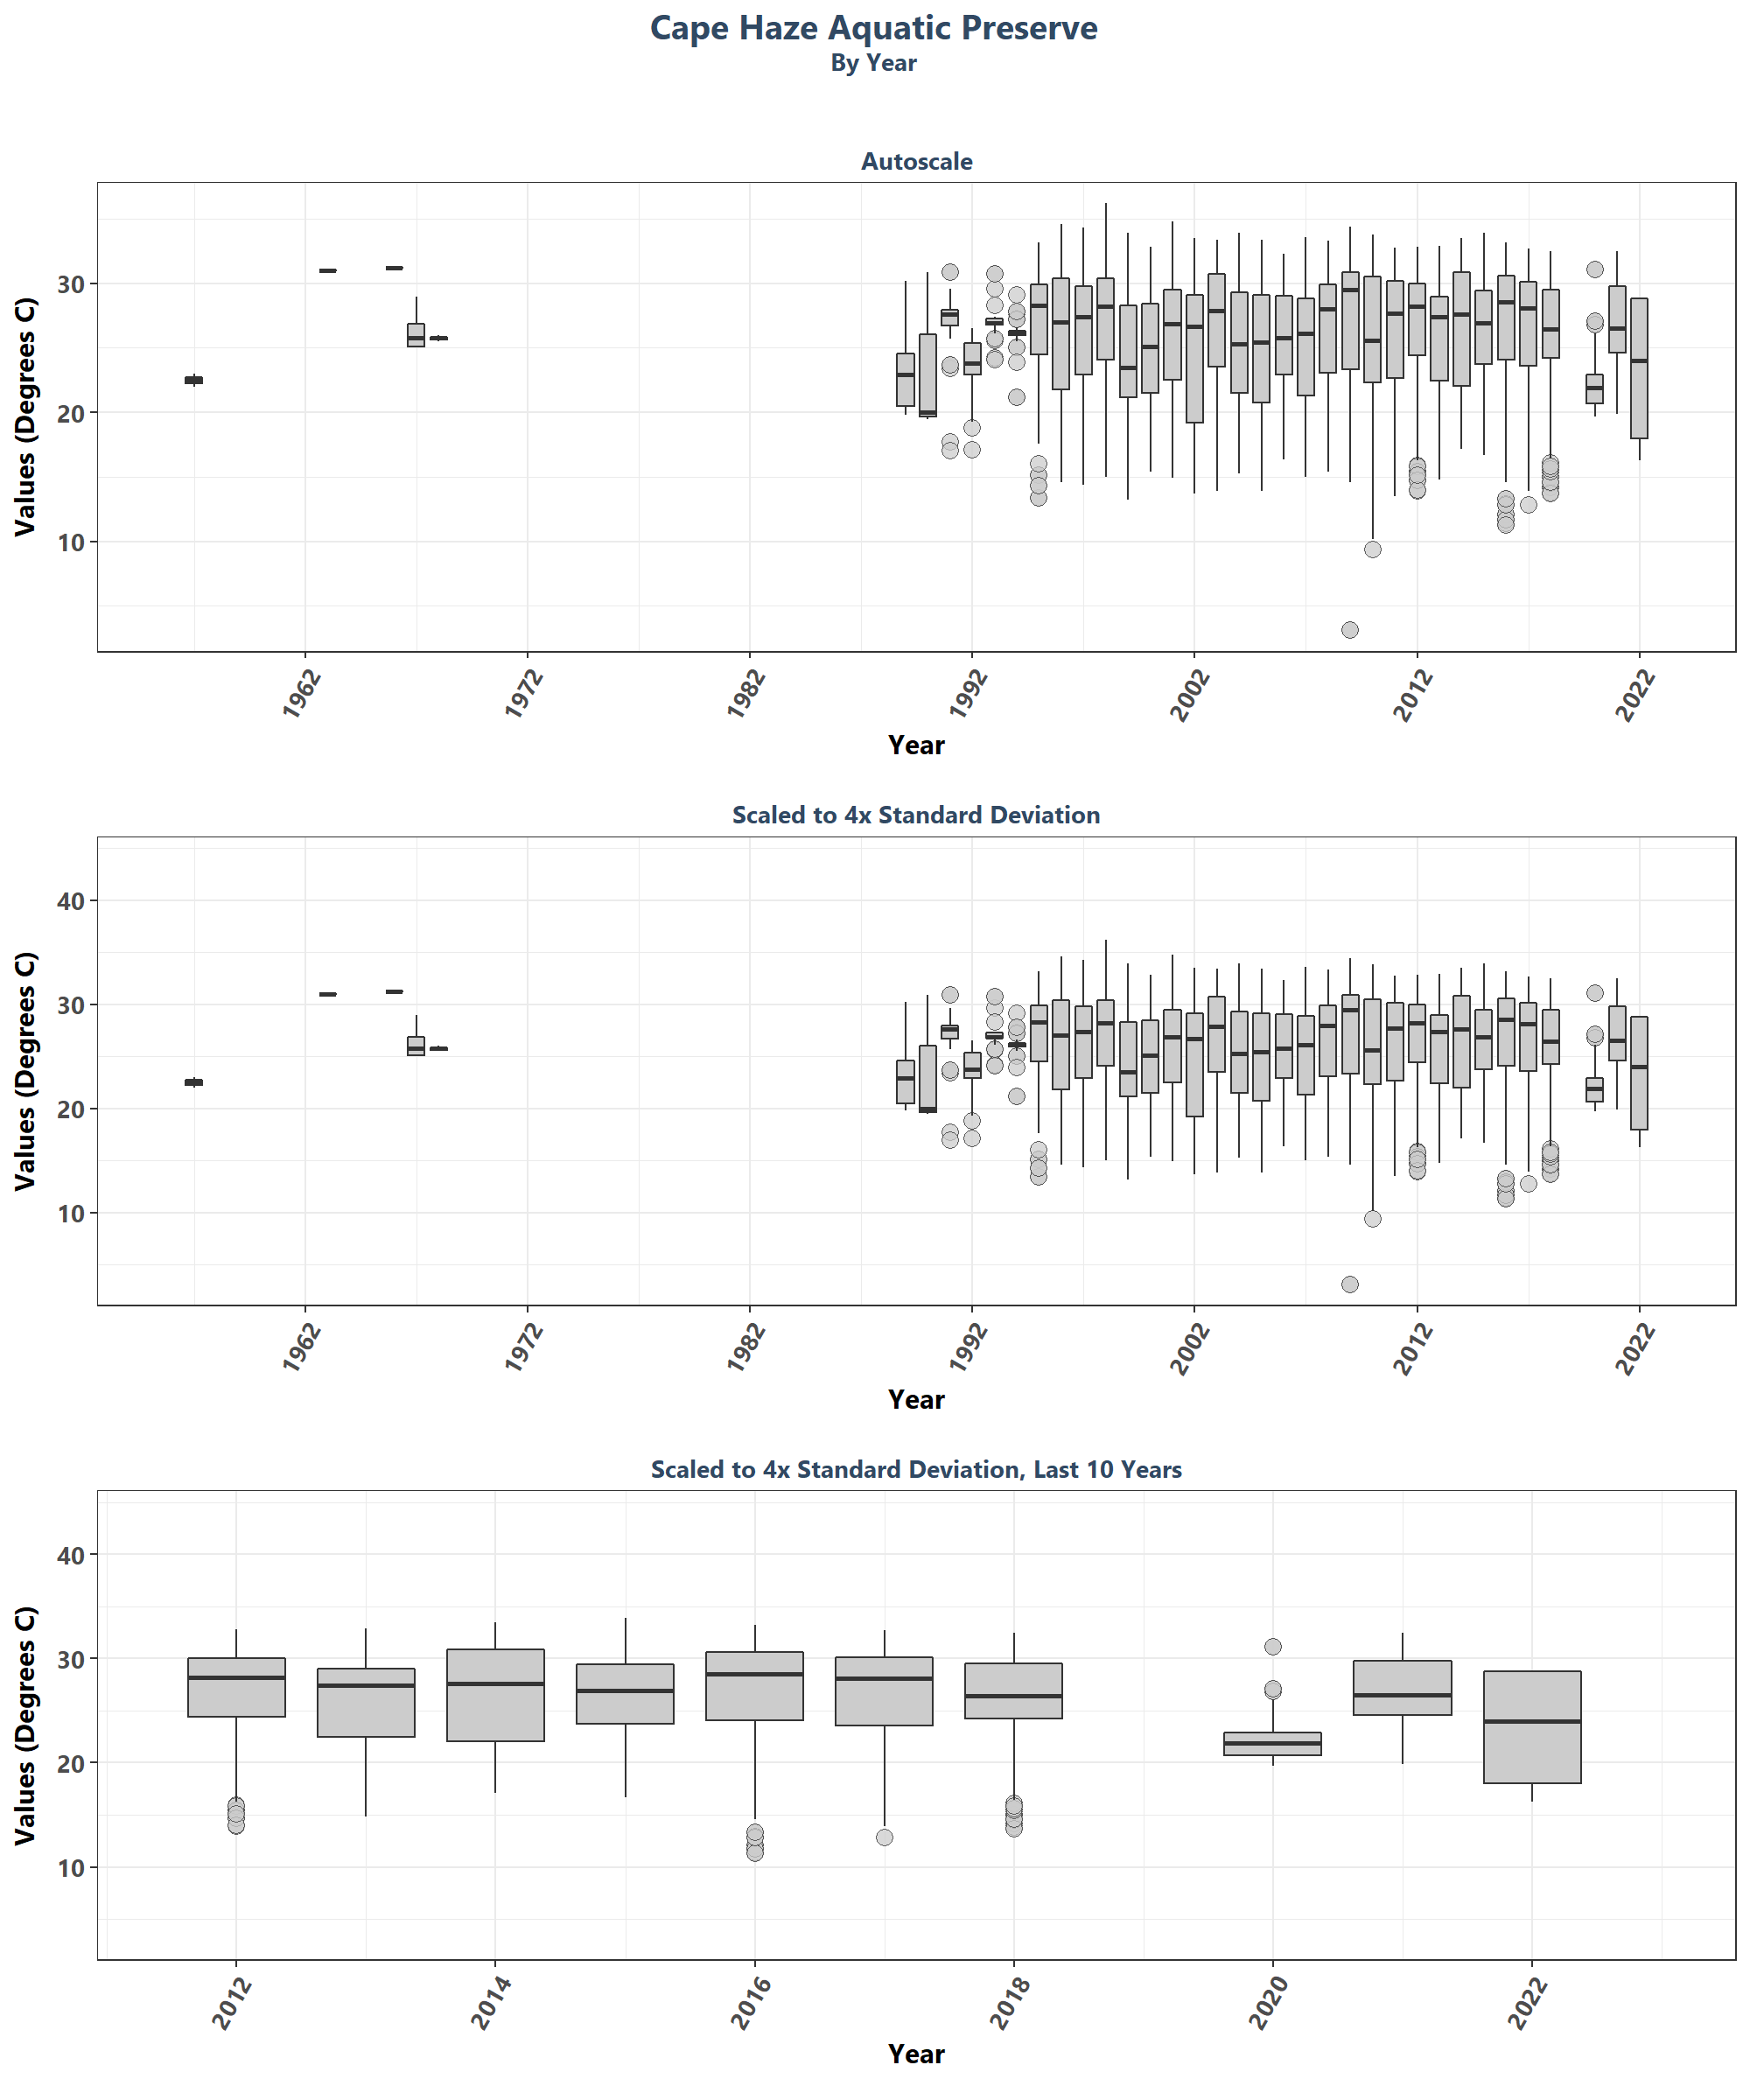 Cape Haze Aquatic Preserve
By Year
Autoscale
Values (Degrees C)
30
20
10
1962
1972
1982
1992
2002
2012
2022
Year
Scaled to 4x Standard Deviation
Values (Degrees C)
40
30
20
10
1962
1972
1982
1992
2002
2012
2022
Year
Scaled to 4x Standard Deviation, Last 10 Years
Values (Degrees C)
40
30
20
10
2012
2014
2016
2018
2020
2022
Year